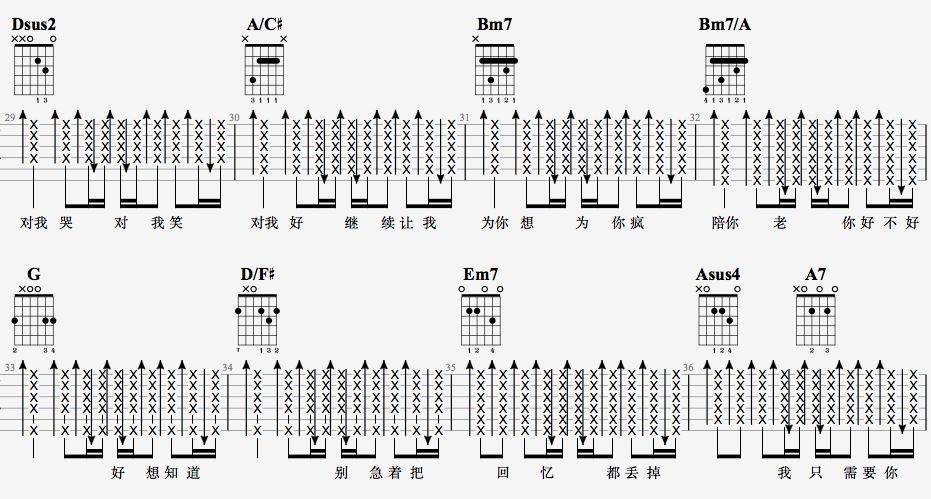 Dsus2 A/C♯ Bm7 Bm7/A
29 30 31 32
对我 哭 对 我 笑 对我 好 继 续 让 我 为你 想 为 你 疯 陪你 老 你 好 不 好
G D/F♯ Em7 Asus4 A7
33 34 35 36
好 想 知 道 别 急 着 把 回 忆 都 丢 掉 我 只 需 要 你